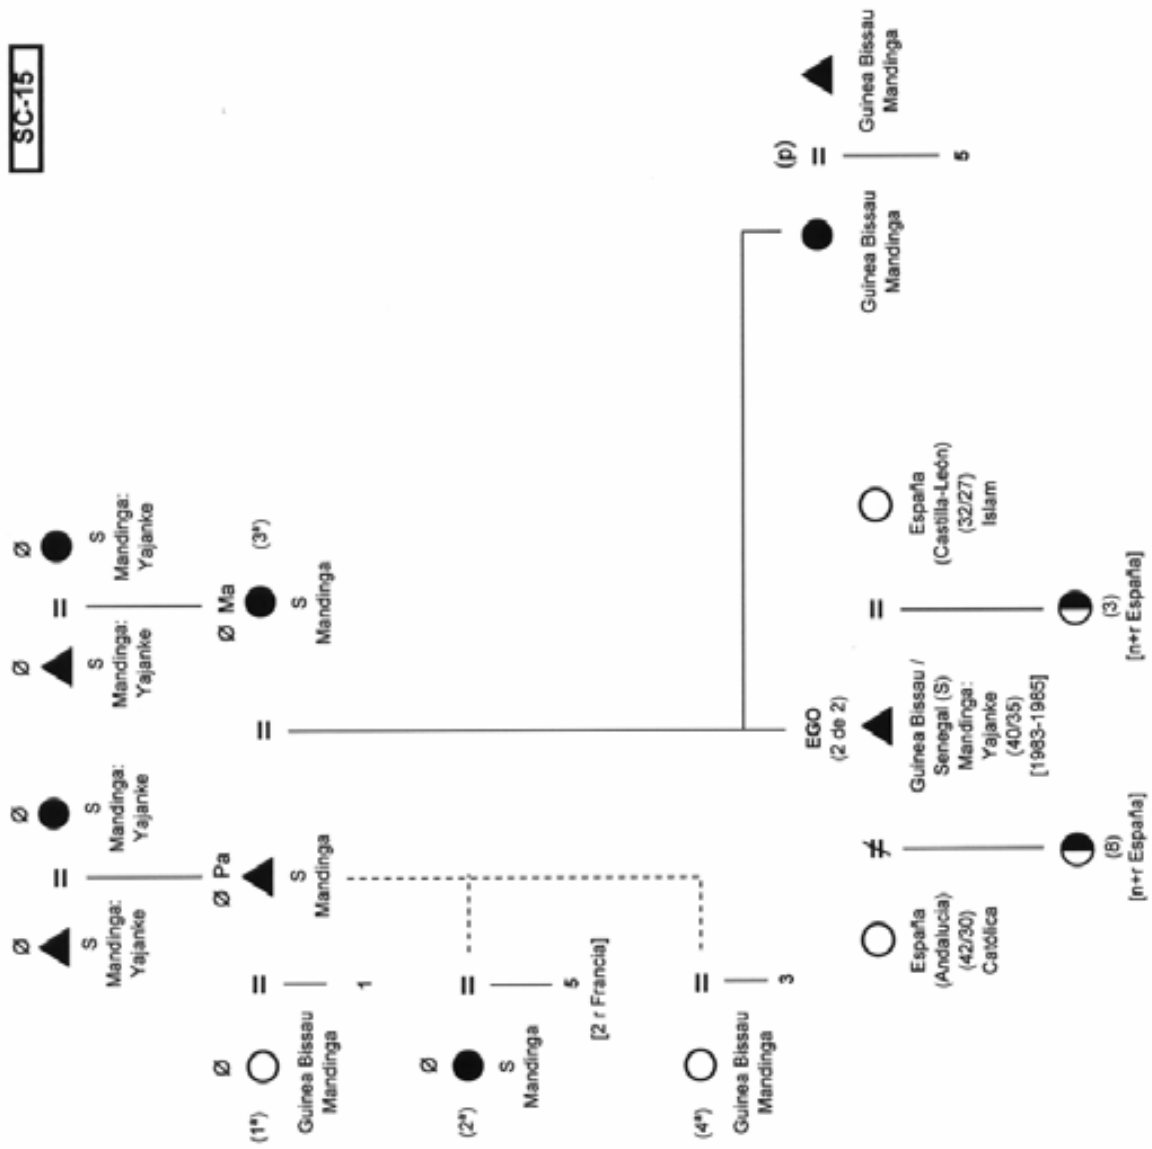 SC-15
Ø
S
Mandinga:
Yajanke
Ø
S
Mandinga:
Yajanke
Ø
S
Mandinga:
Yajanke
Ø
S
Mandinga:
Yajanke
Ø
(1ª)
Guinea Bissau
Mandinga
1
Ø Pa
S
Mandinga
Ø Ma
(3ª)
S
Mandinga
Ø
(2ª)
S
Mandinga
5
[2 r Francia]
(4ª)
Guinea Bissau
Mandinga
3
EGO
(2 de 2)
Guinea Bissau /
Senegal (S)
Mandinga:
Yajanke
(40/35)
[1983-1985]
España
(Andalucia)
(42/30)
Católica
(8)
[n+r España]
España
(Castilla-León)
(32/27)
Islam
(3)
[n+r España]
(p)
Guinea Bissau
Mandinga
Guinea Bissau
Mandinga
5